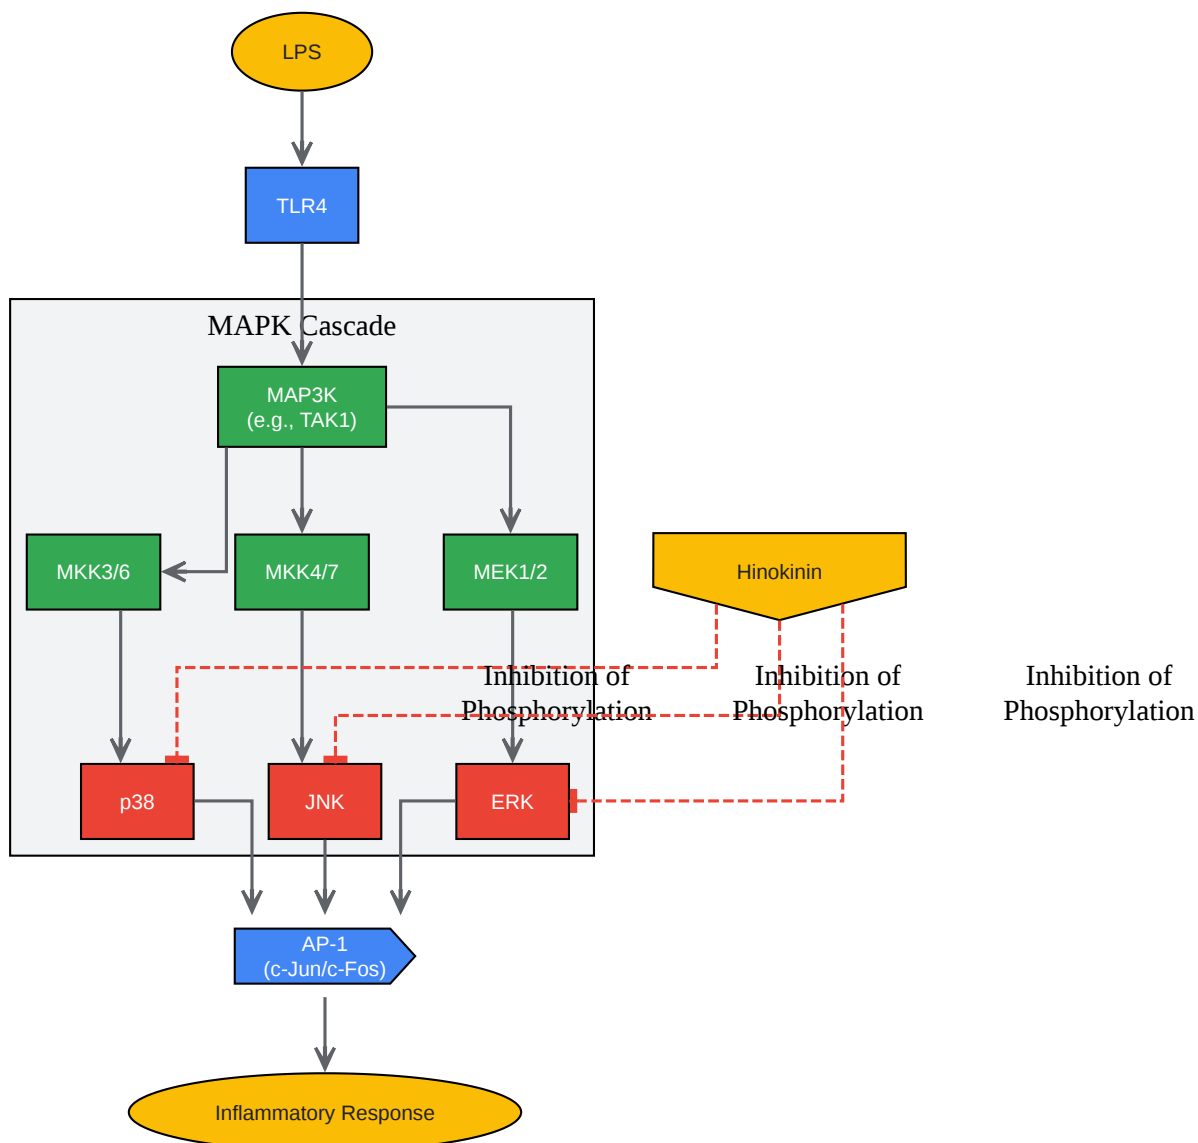 LPS
TLR4
MAPK Cascade
MAP3K
(e.g., TAK1)
MKK3/6
MKK4/7
MEK1/2
Hinokinin
Inhibition of
Phosphorylation
Inhibition of
Phosphorylation
Inhibition of
Phosphorylation
p38
JNK
ERK
AP-1
(c-Jun/c-Fos)
Inflammatory Response